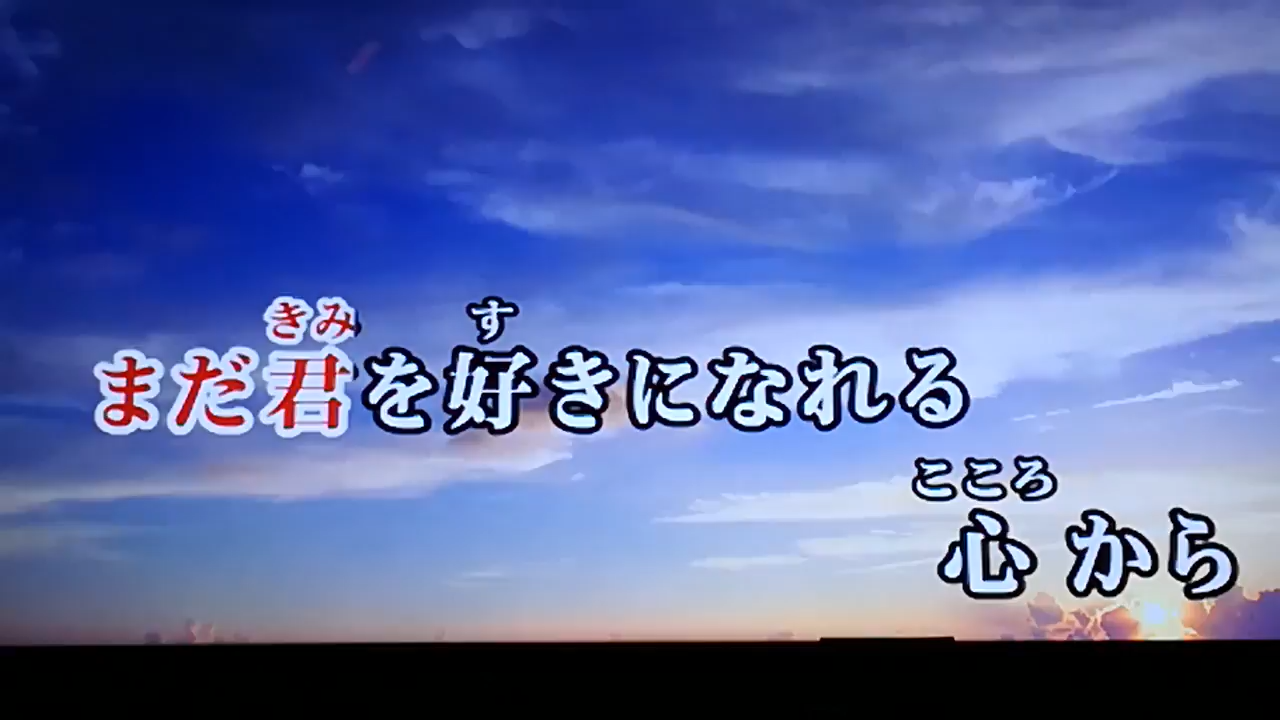 きみ す
まだ君を好きになれる
こころ
心から